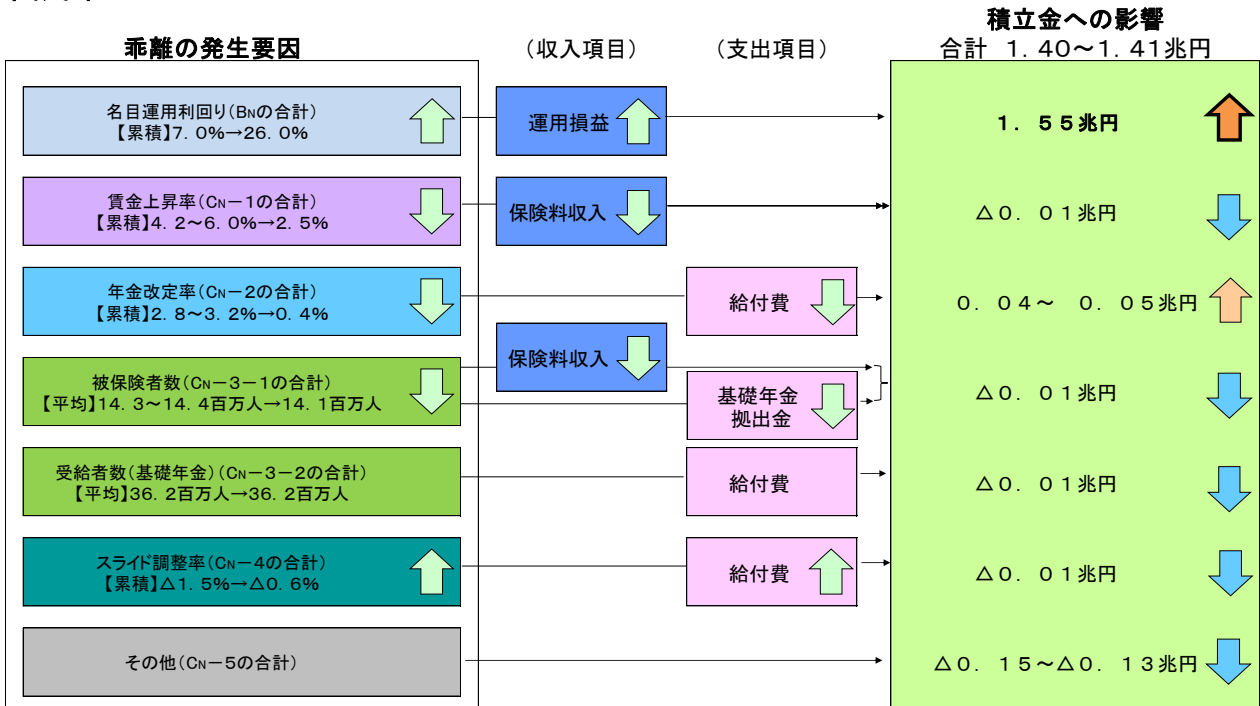 積立金への影響
乖離の発生要因
(収入項目)
(支出項目)
合計 1.40～1.41兆円
名目運用利回り(BNの合計)
【累積】7.0%→26.0%
運用損益
1.55兆円
賃金上昇率(CN－1の合計)
【累積】4.2～6.0%→2.5%
保険料収入
△0.01兆円
年金改定率(CN－2の合計)
【累積】2.8～3.2%→0.4%
給付費
0.04～ 0.05兆円
保険料収入
被保険者数(CN－3－1の合計)
【平均】14.3～14.4百万人→14.1百万人
基礎年金
拠出金
△0.01兆円
受給者数(基礎年金)(CN－3－2の合計)
【平均】36.2百万人→36.2百万人
給付費
△0.01兆円
スライド調整率(CN－4の合計)
【累積】△1.5%→△0.6%
給付費
△0.01兆円
その他(CN－5の合計)
△0.15～△0.13兆円